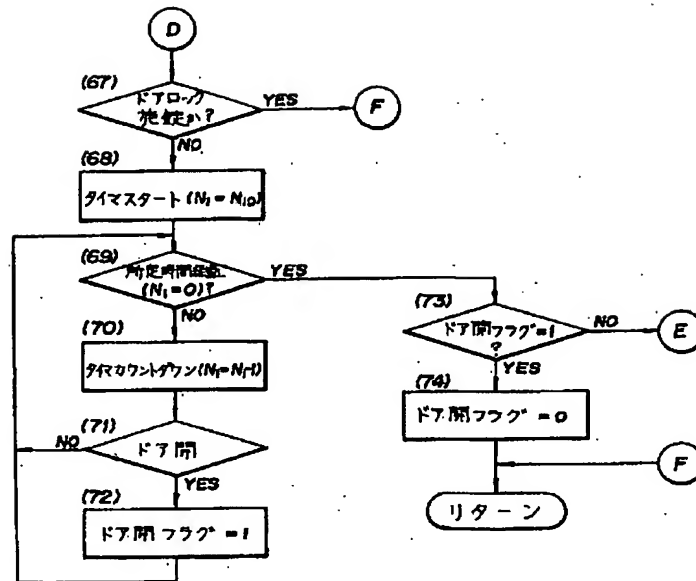 D
(67)
ドアロック
施錠か?
YES
F
NO
(68)
タイマスタート(N₁=N₁₀)
(69)
所定時間経過
(N₁=0)?
YES
NO
(70)
タイマカウントダウン(N₁=N₁-1)
(71)
ドア開
NO
YES
(72)
ドア開フラグ=1
(73)
ドア開フラグ=1
?
NO
E
YES
(74)
ドア開フラグ=0
F
リターン